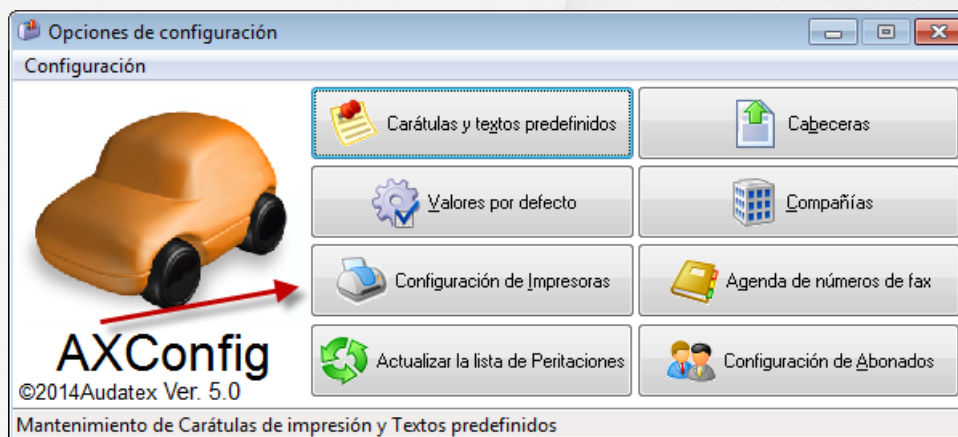 Opciones de configuración
Configuración
Carátulas y textos predefinidos
Cabeceras
Valores por defecto
Compañías
Configuración de Impresoras
Agenda de números de fax
Actualizar la lista de Peritaciones
Configuración de Abonados
AXConfig
©2014Audatex Ver. 5.0
Mantenimiento de Carátulas de impresión y Textos predefinidos